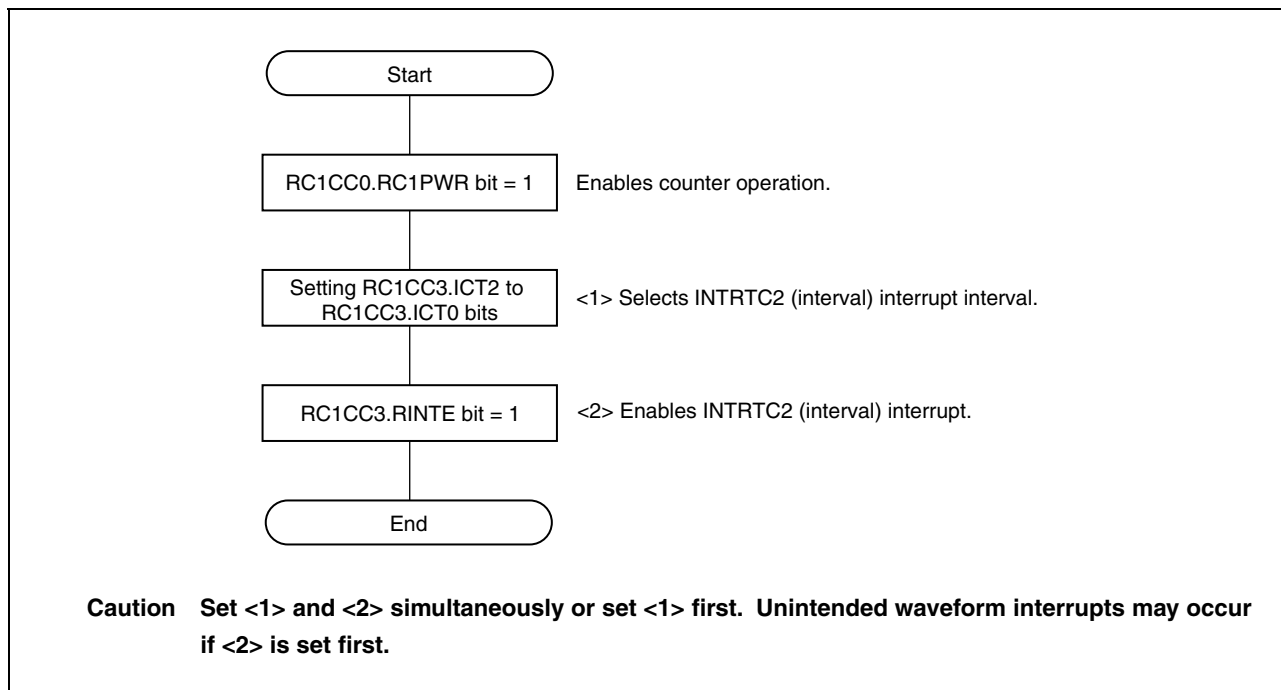 Start
RC1CC0.RC1PWR bit = 1
Enables counter operation.
Setting RC1CC3.ICT2 to
RC1CC3.ICT0 bits
<1> Selects INTRTC2 (interval) interrupt interval.
RC1CC3.RINTE bit = 1
<2> Enables INTRTC2 (interval) interrupt.
End
Caution Set <1> and <2> simultaneously or set <1> first. Unintended waveform interrupts may occur
if <2> is set first.